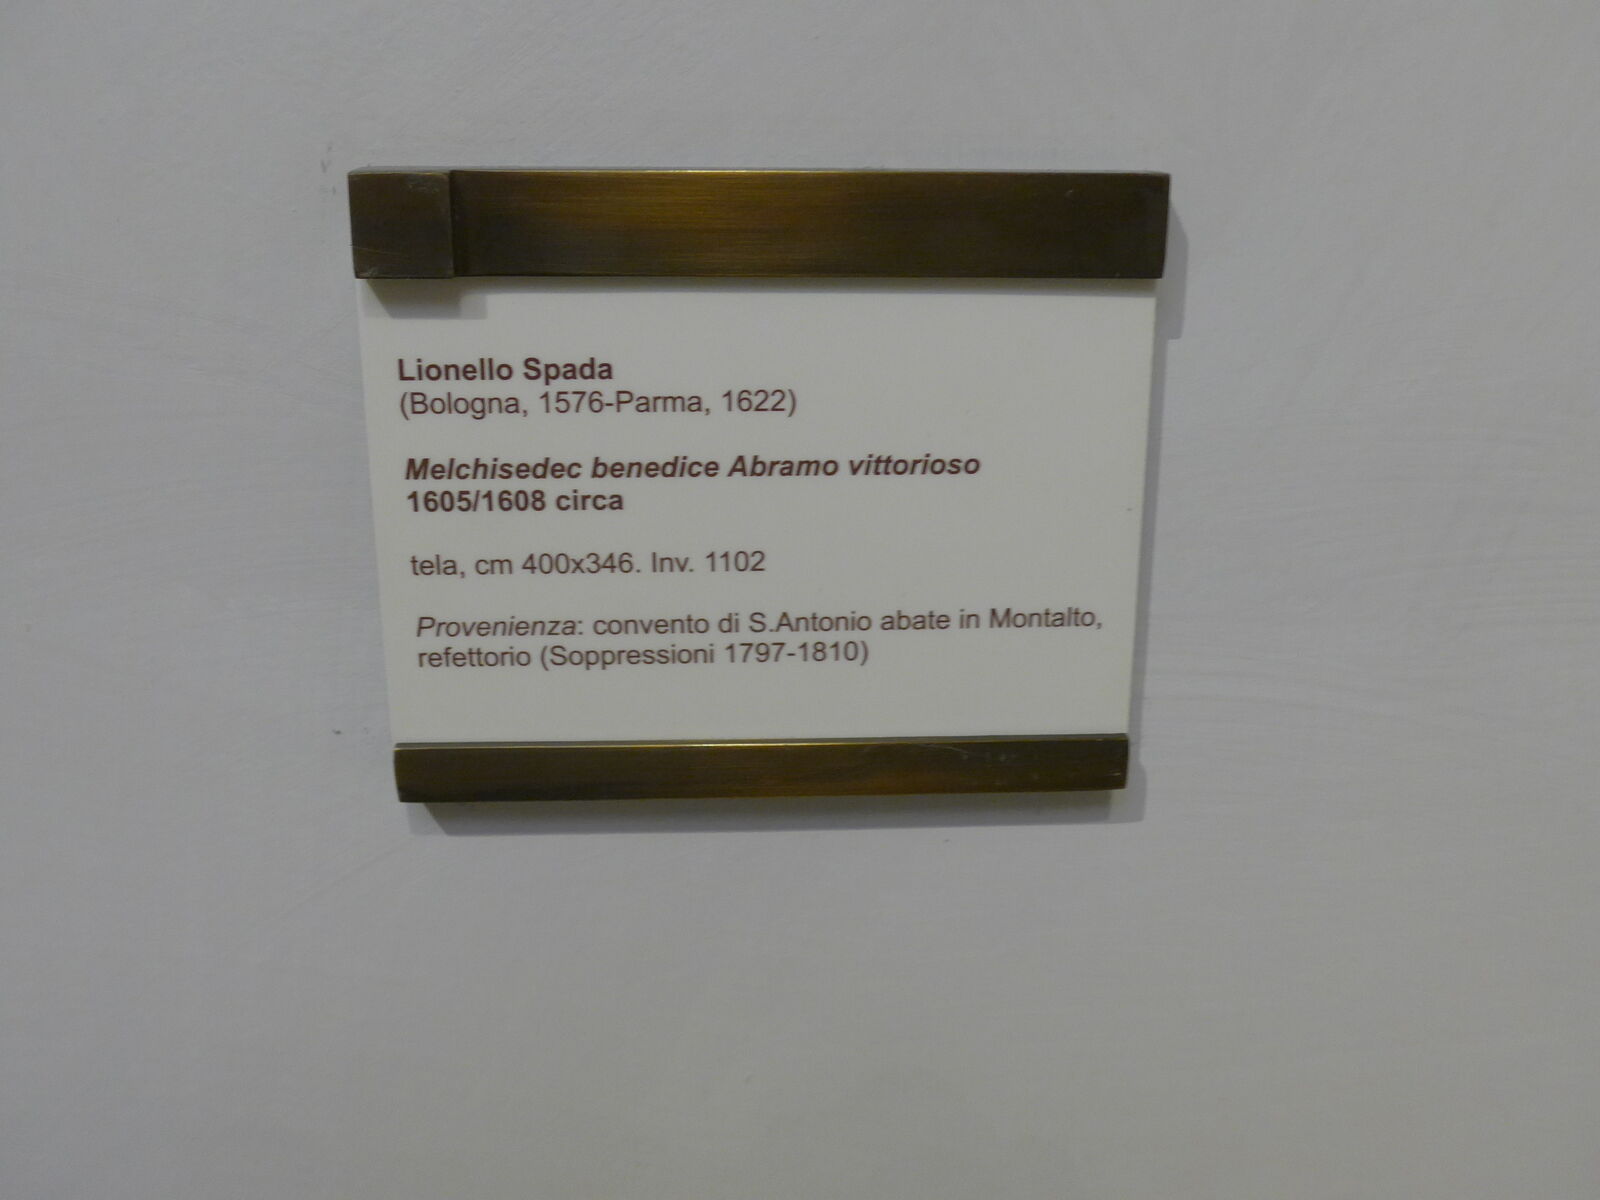 Lionello Spada
(Bologna, 1576-Parma, 1622)
Melchisedec benedice Abramo vittorioso
1605/1608 circa
tela, cm 400x346. Inv. 1102
Provenienza: convento di S.Antonio abate in Montalto,
refettorio (Soppressioni 1797-1810)